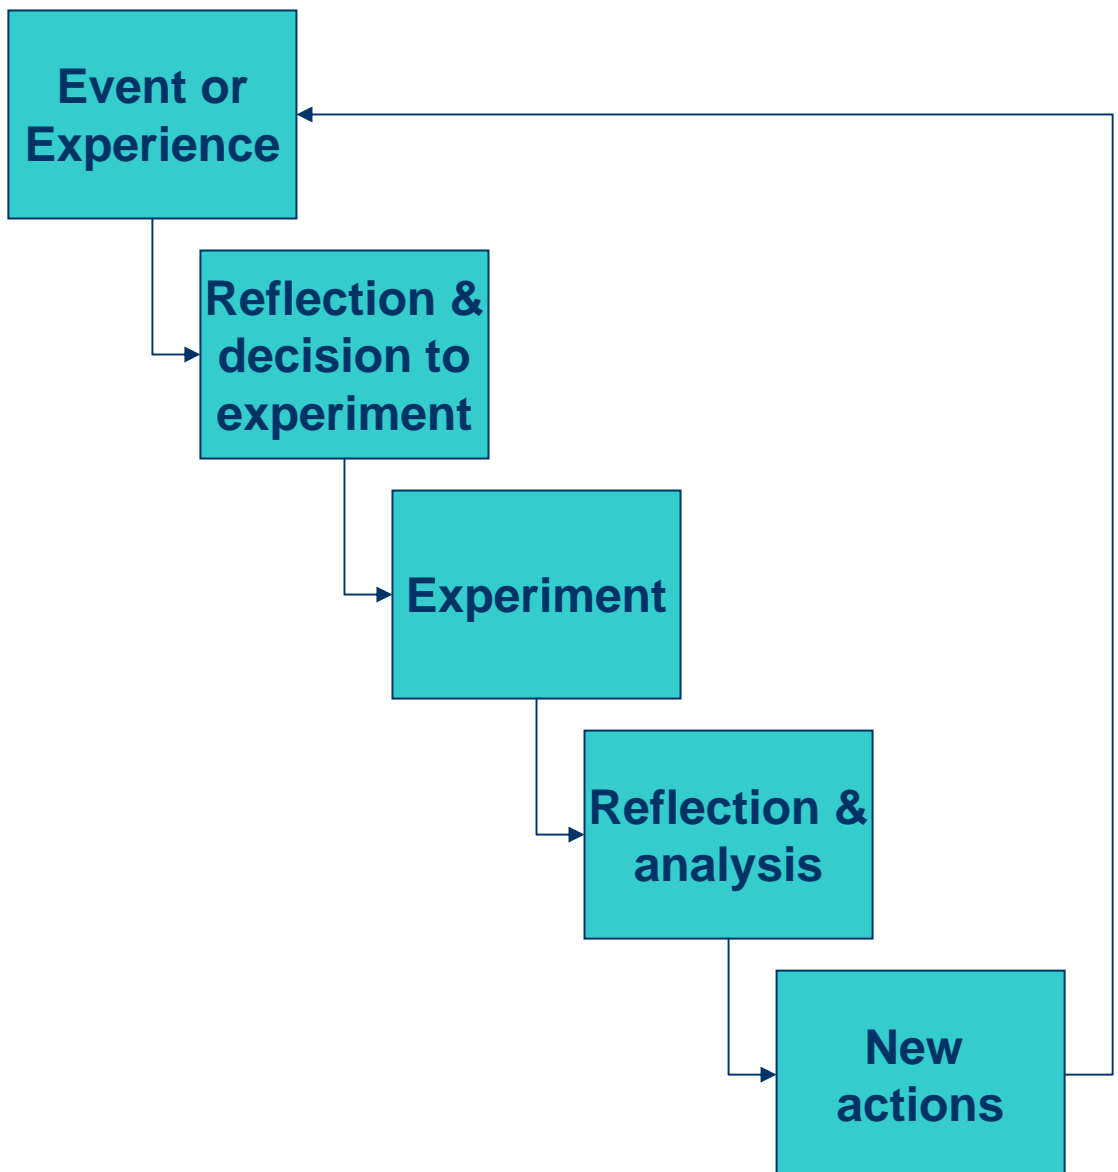 Event or
Experience
Reflection &
decision to
experiment
Experiment
Reflection &
analysis
New
actions